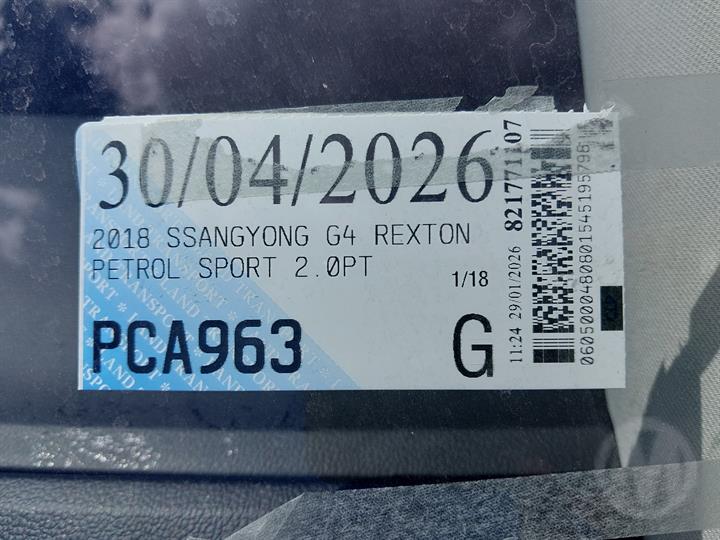 30/04/2026
2018 SSANGYONG G4 REXTON
PETROL SPORT 2.0PT
1/18
PCA963
G
11:24 29/01/2026 821771107